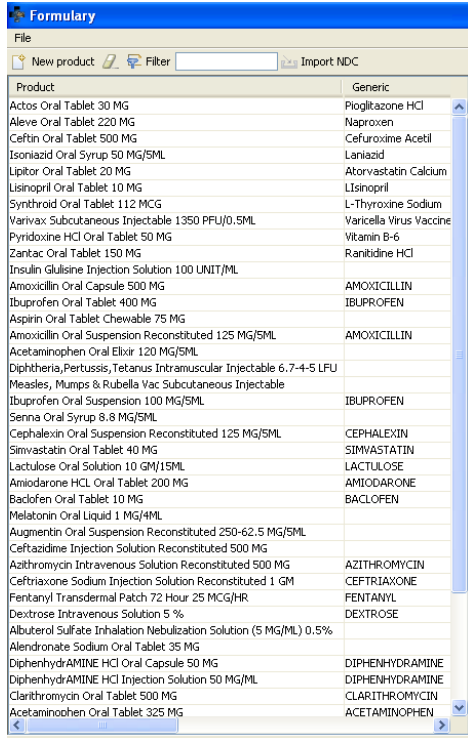 Formulary
File
New product Filter Import NDC
Product Generic
Actos Oral Tablet 30 MG Pioglitazone HCl
Aleve Oral Tablet 220 MG Naproxen
Ceftin Oral Tablet 500 MG Cefuroxime Acetil
Isoniazid Oral Syrup 50 MG/5ML Laniazid
Lipitor Oral Tablet 20 MG Atorvastatin Calcium
Lisinopril Oral Tablet 10 MG LIsinopril
Synthroid Oral Tablet 112 MCG L-Thyroxine Sodium
Varivax Subcutaneous Injectable 1350 PFU/0.5ML Varicella Virus Vaccine
Pyridoxine HCl Oral Tablet 50 MG Vitamin B-6
Zantac Oral Tablet 150 MG Ranitidine HCl
Insulin Glulisine Injection Solution 100 UNIT/ML
Amoxicillin Oral Capsule 500 MG AMOXICILLIN
Ibuprofen Oral Tablet 400 MG IBUPROFEN
Aspirin Oral Tablet Chewable 75 MG
Amoxicillin Oral Suspension Reconstituted 125 MG/5ML AMOXICILLIN
Acetaminophen Oral Elixir 120 MG/5ML
Diphtheria,Pertussis,Tetanus Intramuscular Injectable 6.7-4-5 LFU
Measles, Mumps & Rubella Vac Subcutaneous Injectable
Ibuprofen Oral Suspension 100 MG/5ML IBUPROFEN
Senna Oral Syrup 8.8 MG/5ML
Cephalexin Oral Suspension Reconstituted 125 MG/5ML CEPHALEXIN
Simvastatin Oral Tablet 40 MG SIMVASTATIN
Lactulose Oral Solution 10 GM/15ML LACTULOSE
Amiodarone HCL Oral Tablet 200 MG AMIODARONE
Baclofen Oral Tablet 10 MG BACLOFEN
Melatonin Oral Liquid 1 MG/4ML
Augmentin Oral Suspension Reconstituted 250-62.5 MG/5ML
Ceftazidime Injection Solution Reconstituted 500 MG
Azithromycin Intravenous Solution Reconstituted 500 MG AZITHROMYCIN
Ceftriaxone Sodium Injection Solution Reconstituted 1 GM CEFTRIAXONE
Fentanyl Transdermal Patch 72 Hour 25 MCG/HR FENTANYL
Dextrose Intravenous Solution 5 % DEXTROSE
Albuterol Sulfate Inhalation Nebulization Solution (5 MG/ML) 0.5%
Alendronate Sodium Oral Tablet 35 MG
DiphenhydrAMINE HCl Oral Capsule 50 MG DIPHENHYDRAMINE
DiphenhydrAMINE HCl Injection Solution 50 MG/ML DIPHENHYDRAMINE
Clarithromycin Oral Tablet 500 MG CLARITHROMYCIN
Acetaminophen Oral Tablet 325 MG ACETAMINOPHEN